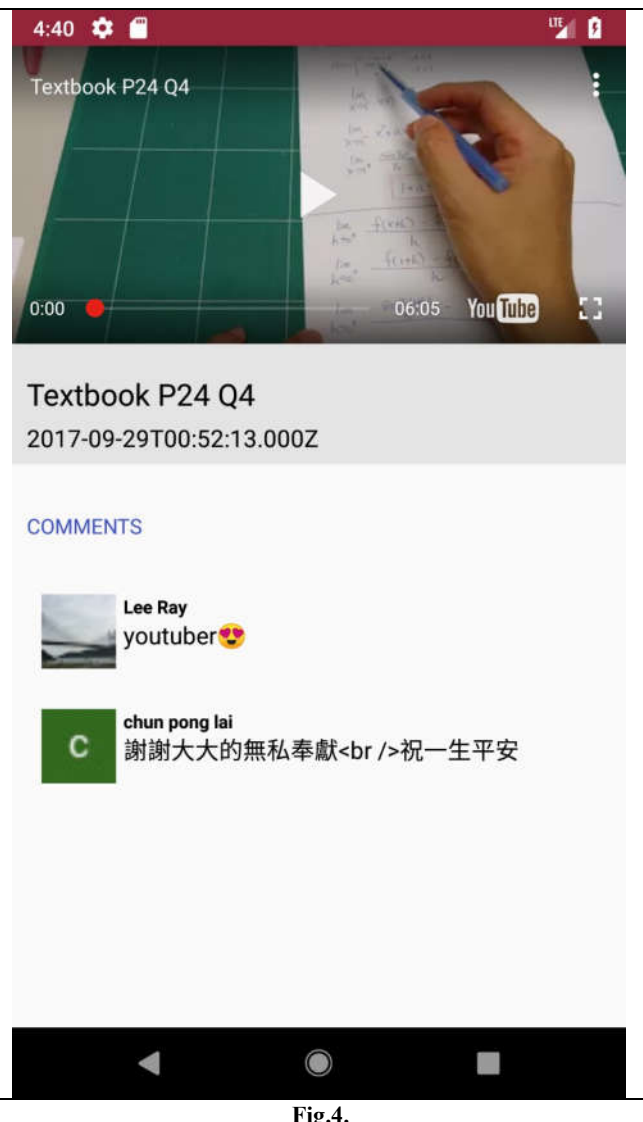 4:40
LTE
Textbook P24 Q4
0:00
06:05
YouTube
Textbook P24 Q4
2017-09-29T00:52:13.000Z
COMMENTS
Lee Ray
youtuber😍
C
chun pong lai
謝謝大大的無私奉獻<br />祝一生平安
Fig.4.